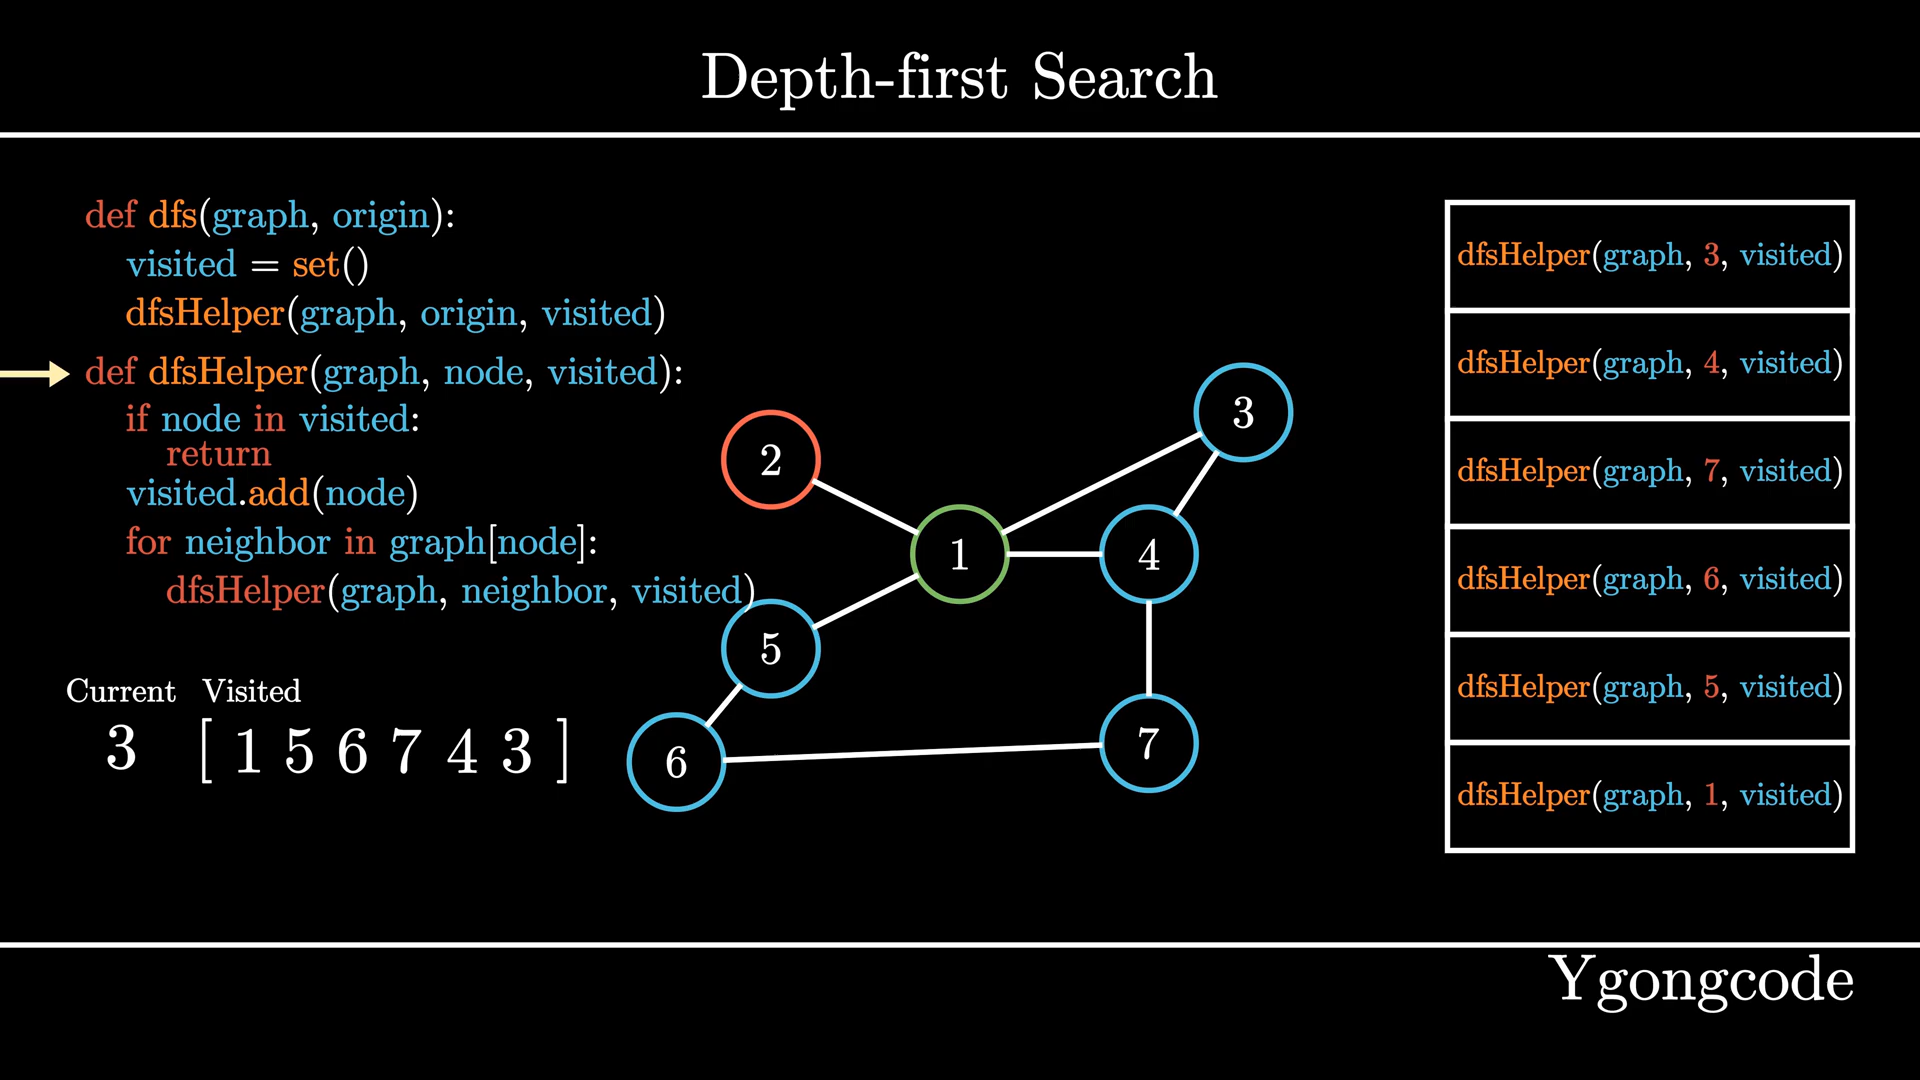 Depth-first Search
def dfs(graph, origin):
visited = set()
dfsHelper(graph, origin, visited)
def dfsHelper(graph, node, visited):
if node in visited:
return
visited.add(node)
for neighbor in graph[node]:
dfsHelper(graph, neighbor, visited)
Current Visited
3 [ 1 5 6 7 4 3 ]
2
3
1
4
5
6
7
dfsHelper(graph, 3, visited)
dfsHelper(graph, 4, visited)
dfsHelper(graph, 7, visited)
dfsHelper(graph, 6, visited)
dfsHelper(graph, 5, visited)
dfsHelper(graph, 1, visited)
Ygongcode